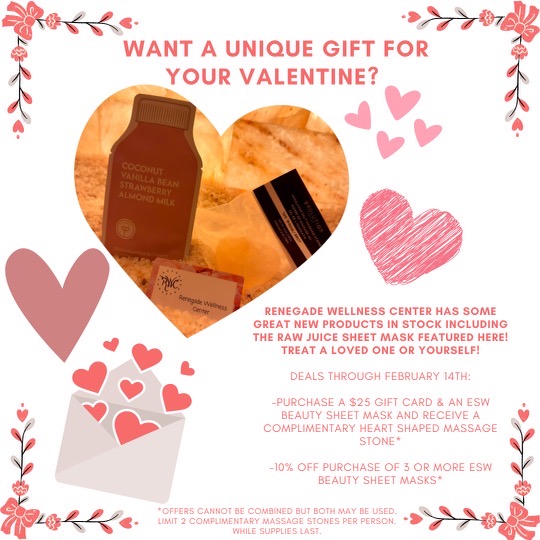 WANT A UNIQUE GIFT FOR
YOUR VALENTINE?
COCONUT
VANILLA BEAN
STRAWBERRY
ALMOND MILK
RWC
Renegade Wellness
Center
RENEGADE WELLNESS CENTER HAS SOME
GREAT NEW PRODUCTS IN STOCK INCLUDING
THE RAW JUICE SHEET MASK FEATURED HERE!
TREAT A LOVED ONE OR YOURSELF!
DEALS THROUGH FEBRUARY 14TH:
-PURCHASE A $25 GIFT CARD & AN ESW
BEAUTY SHEET MASK AND RECEIVE A
COMPLIMENTARY HEART SHAPED MASSAGE
STONE*
-10% OFF PURCHASE OF 3 OR MORE ESW
BEAUTY SHEET MASKS*
*OFFERS CANNOT BE COMBINED BUT BOTH MAY BE USED.
LIMIT 2 COMPLIMENTARY MASSAGE STONES PER PERSON.
WHILE SUPPLIES LAST.